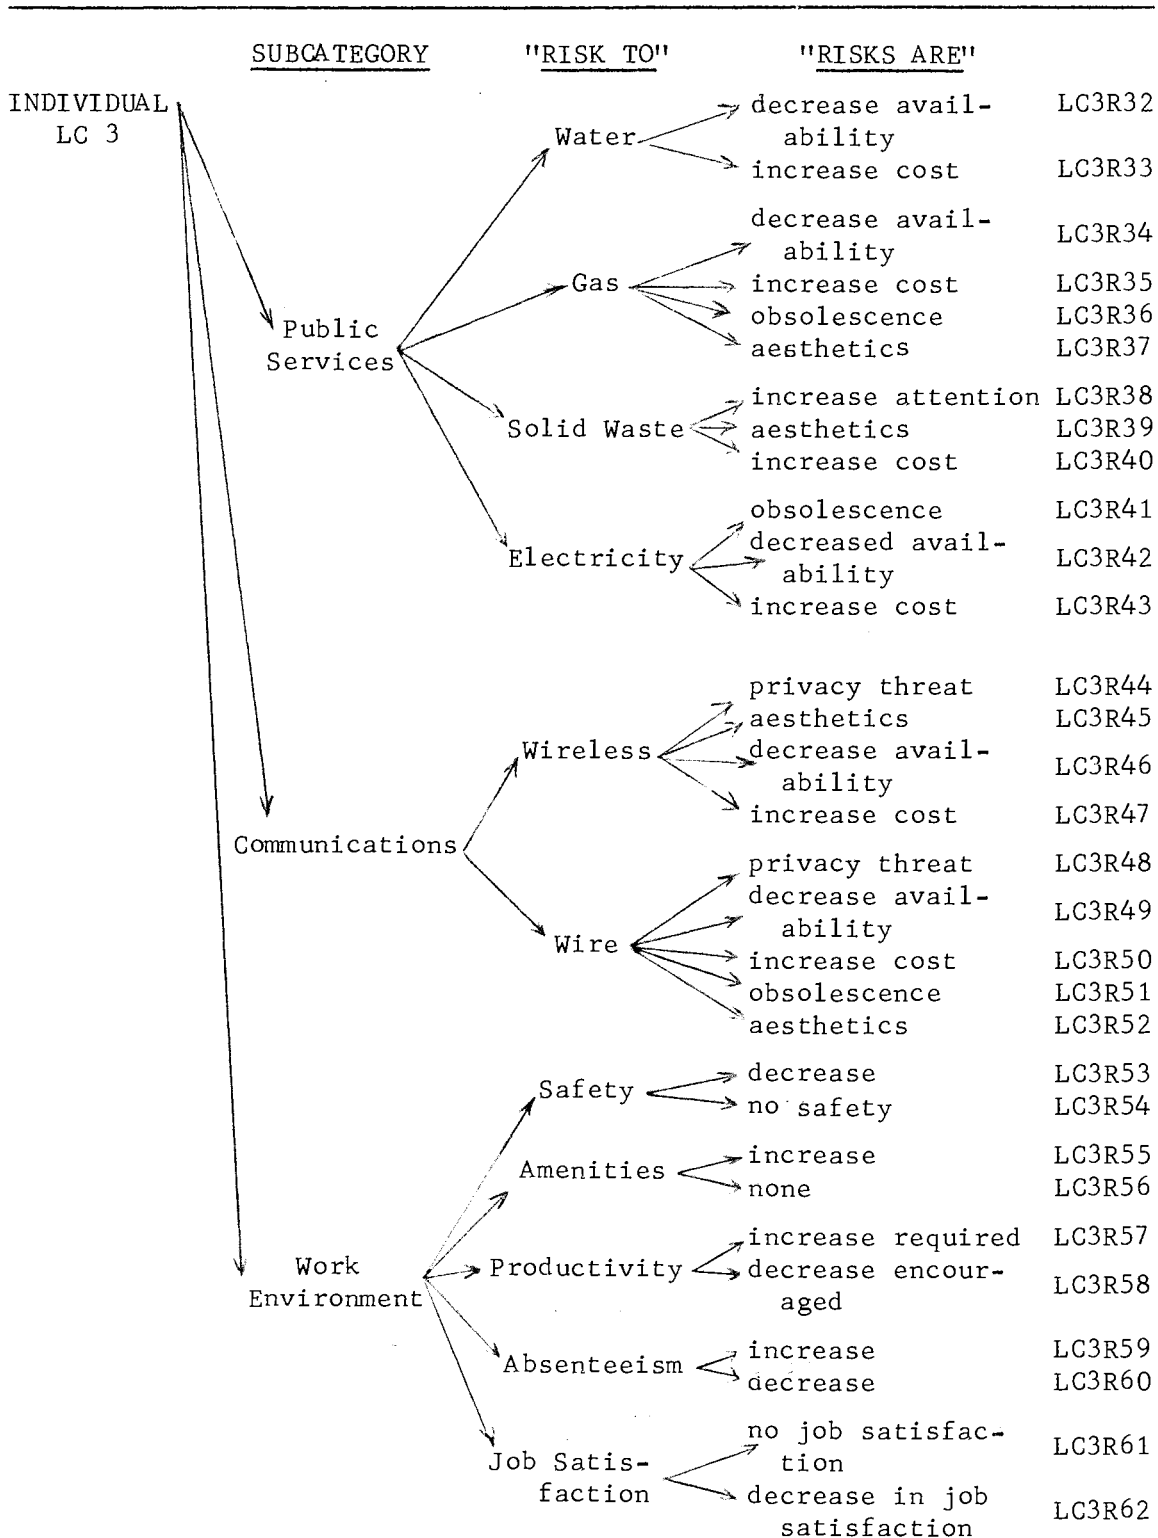 SUBCATEGORY "RISK TO" "RISKS ARE"
INDIVIDUAL
LC 3
Public
Services
Water
decrease avail-
ability LC3R32
increase cost LC3R33
Gas
decrease avail-
ability LC3R34
increase cost LC3R35
obsolescence LC3R36
aesthetics LC3R37
Solid Waste
increase attention LC3R38
aesthetics LC3R39
increase cost LC3R40
Electricity
obsolescence LC3R41
decreased avail-
ability LC3R42
increase cost LC3R43
Communications
Wireless
privacy threat LC3R44
aesthetics LC3R45
decrease avail-
ability LC3R46
increase cost LC3R47
Wire
privacy threat LC3R48
decrease avail-
ability LC3R49
increase cost LC3R50
obsolescence LC3R51
aesthetics LC3R52
Work
Environment
Safety
decrease LC3R53
no safety LC3R54
Amenities
increase LC3R55
none LC3R56
Productivity
increase required LC3R57
decrease encour-
aged LC3R58
Absenteeism
increase LC3R59
decrease LC3R60
Job Satis-
faction
no job satisfac-
tion LC3R61
decrease in job
satisfaction LC3R62